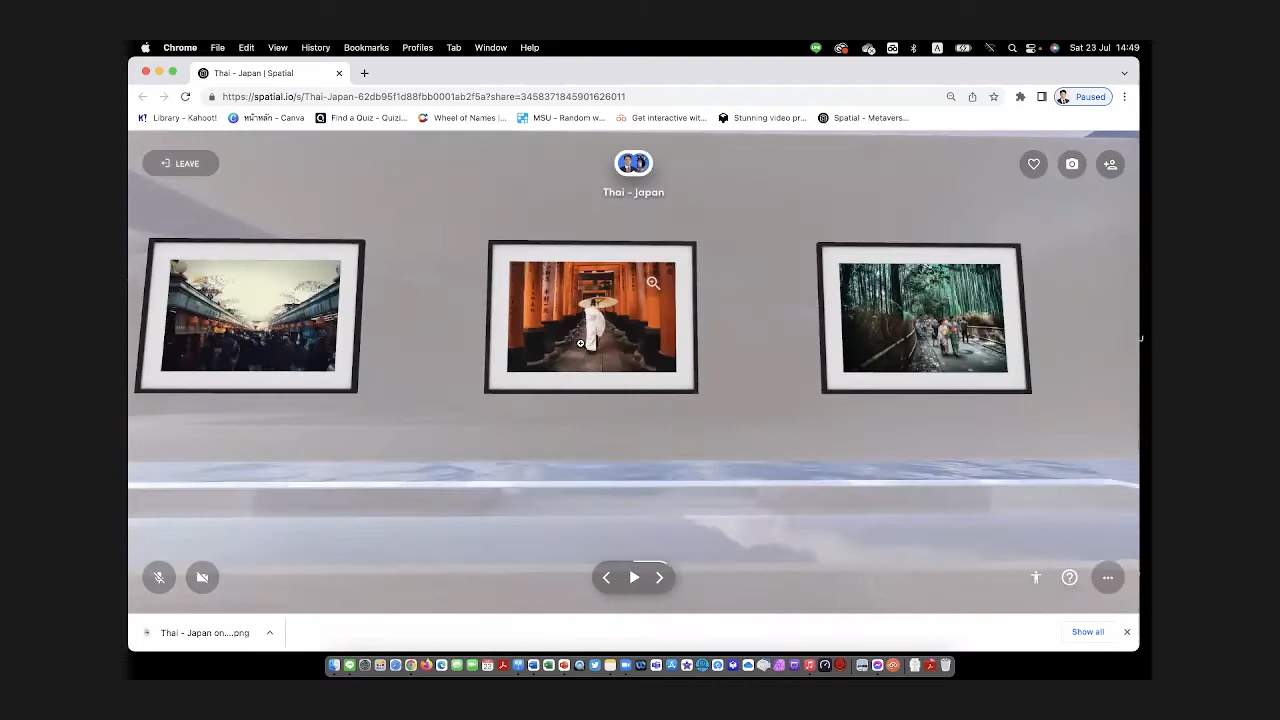 Chrome File Edit View History Bookmarks Profiles Tab Window Help
A Sat 23 Jul 14:49
Thai - Japan | Spatial
https://spatial.io/s/Thai-Japan-62db95f1d88fbb0001ab2f5a?share=3458371845901626011
Paused
K! Library - Kahoot! หน้าหลัก - Canva Find a Quiz - Quizi... Wheel of Names |... MSU - Random w... Get interactive wit... Stunning video pr... Spatial - Metavers...
LEAVE
Thai - Japan
Thai - Japan on....png
Show all